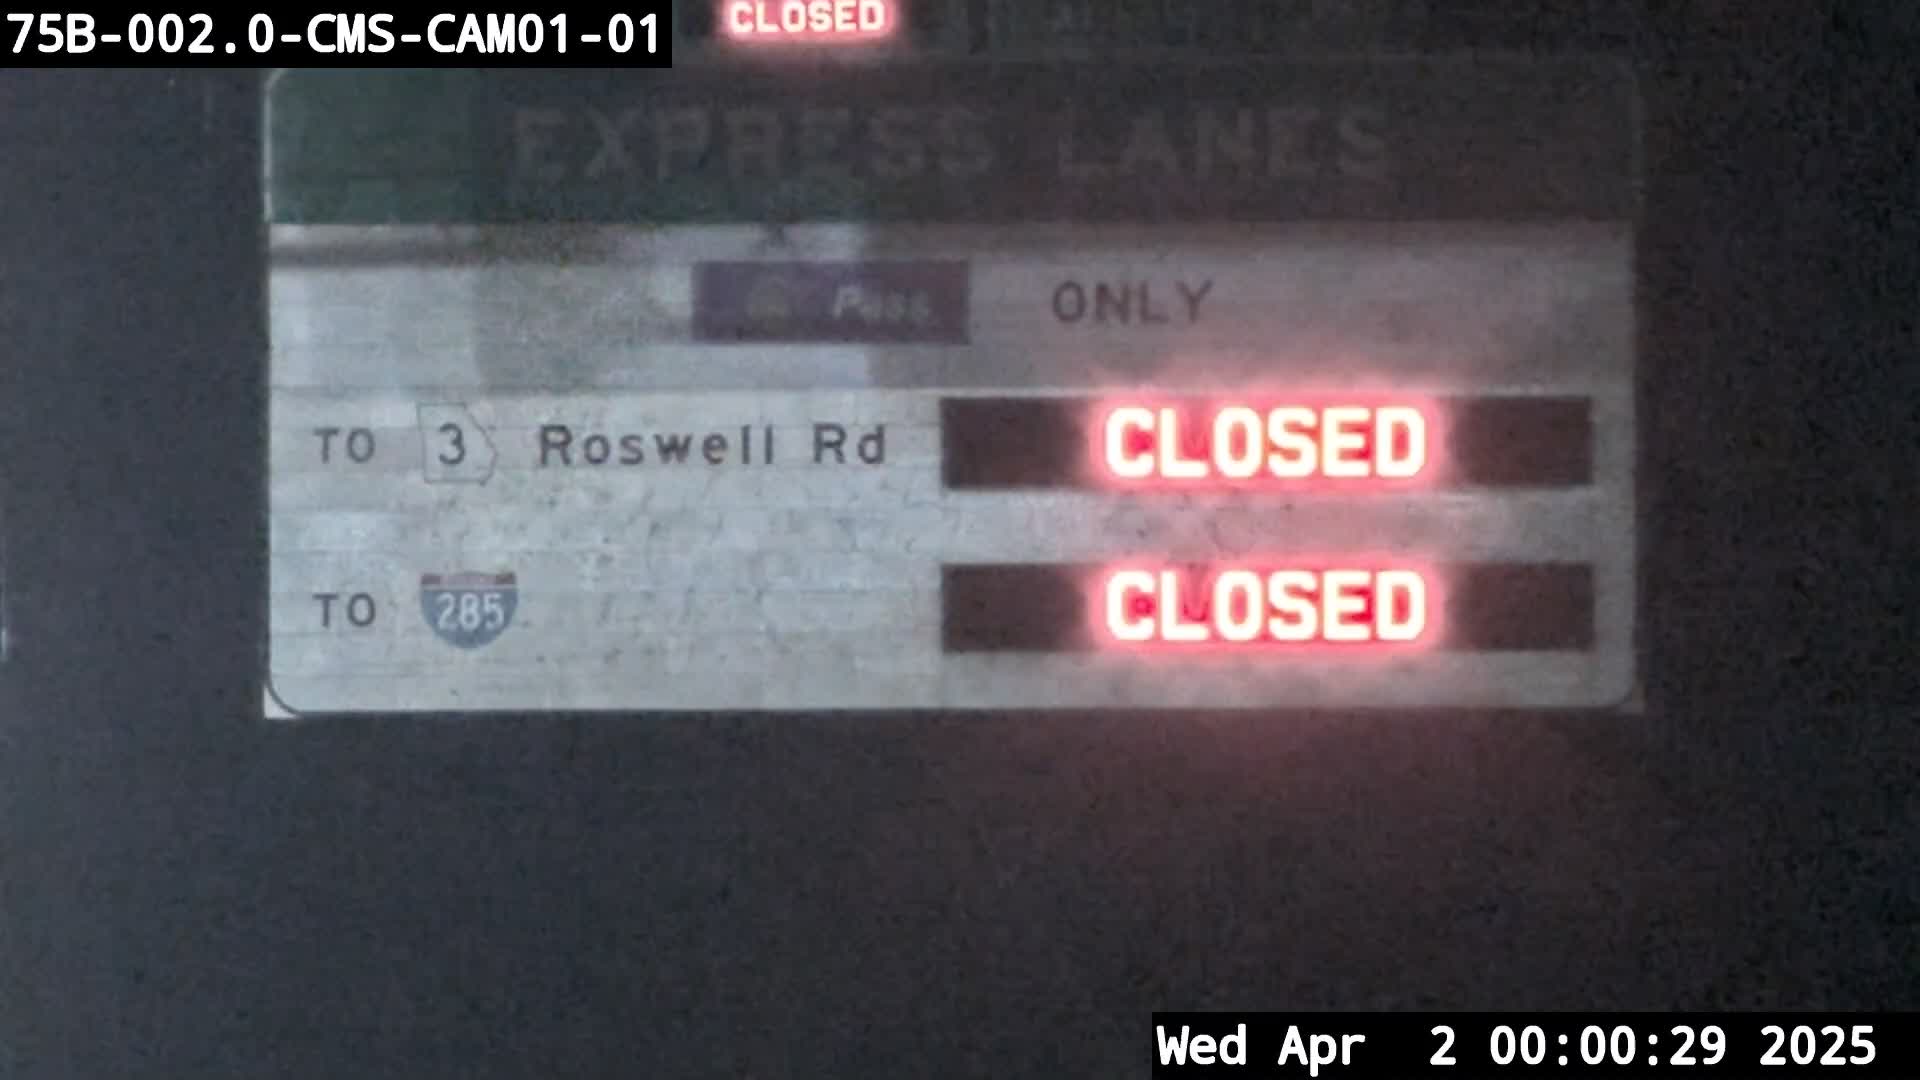 75B-002.0-CMS-CAM01-01
CLOSED
EXPRESS LANES
Pass ONLY
TO 3 Roswell Rd CLOSED
TO 285 CLOSED
Wed Apr 2 00:00:29 2025